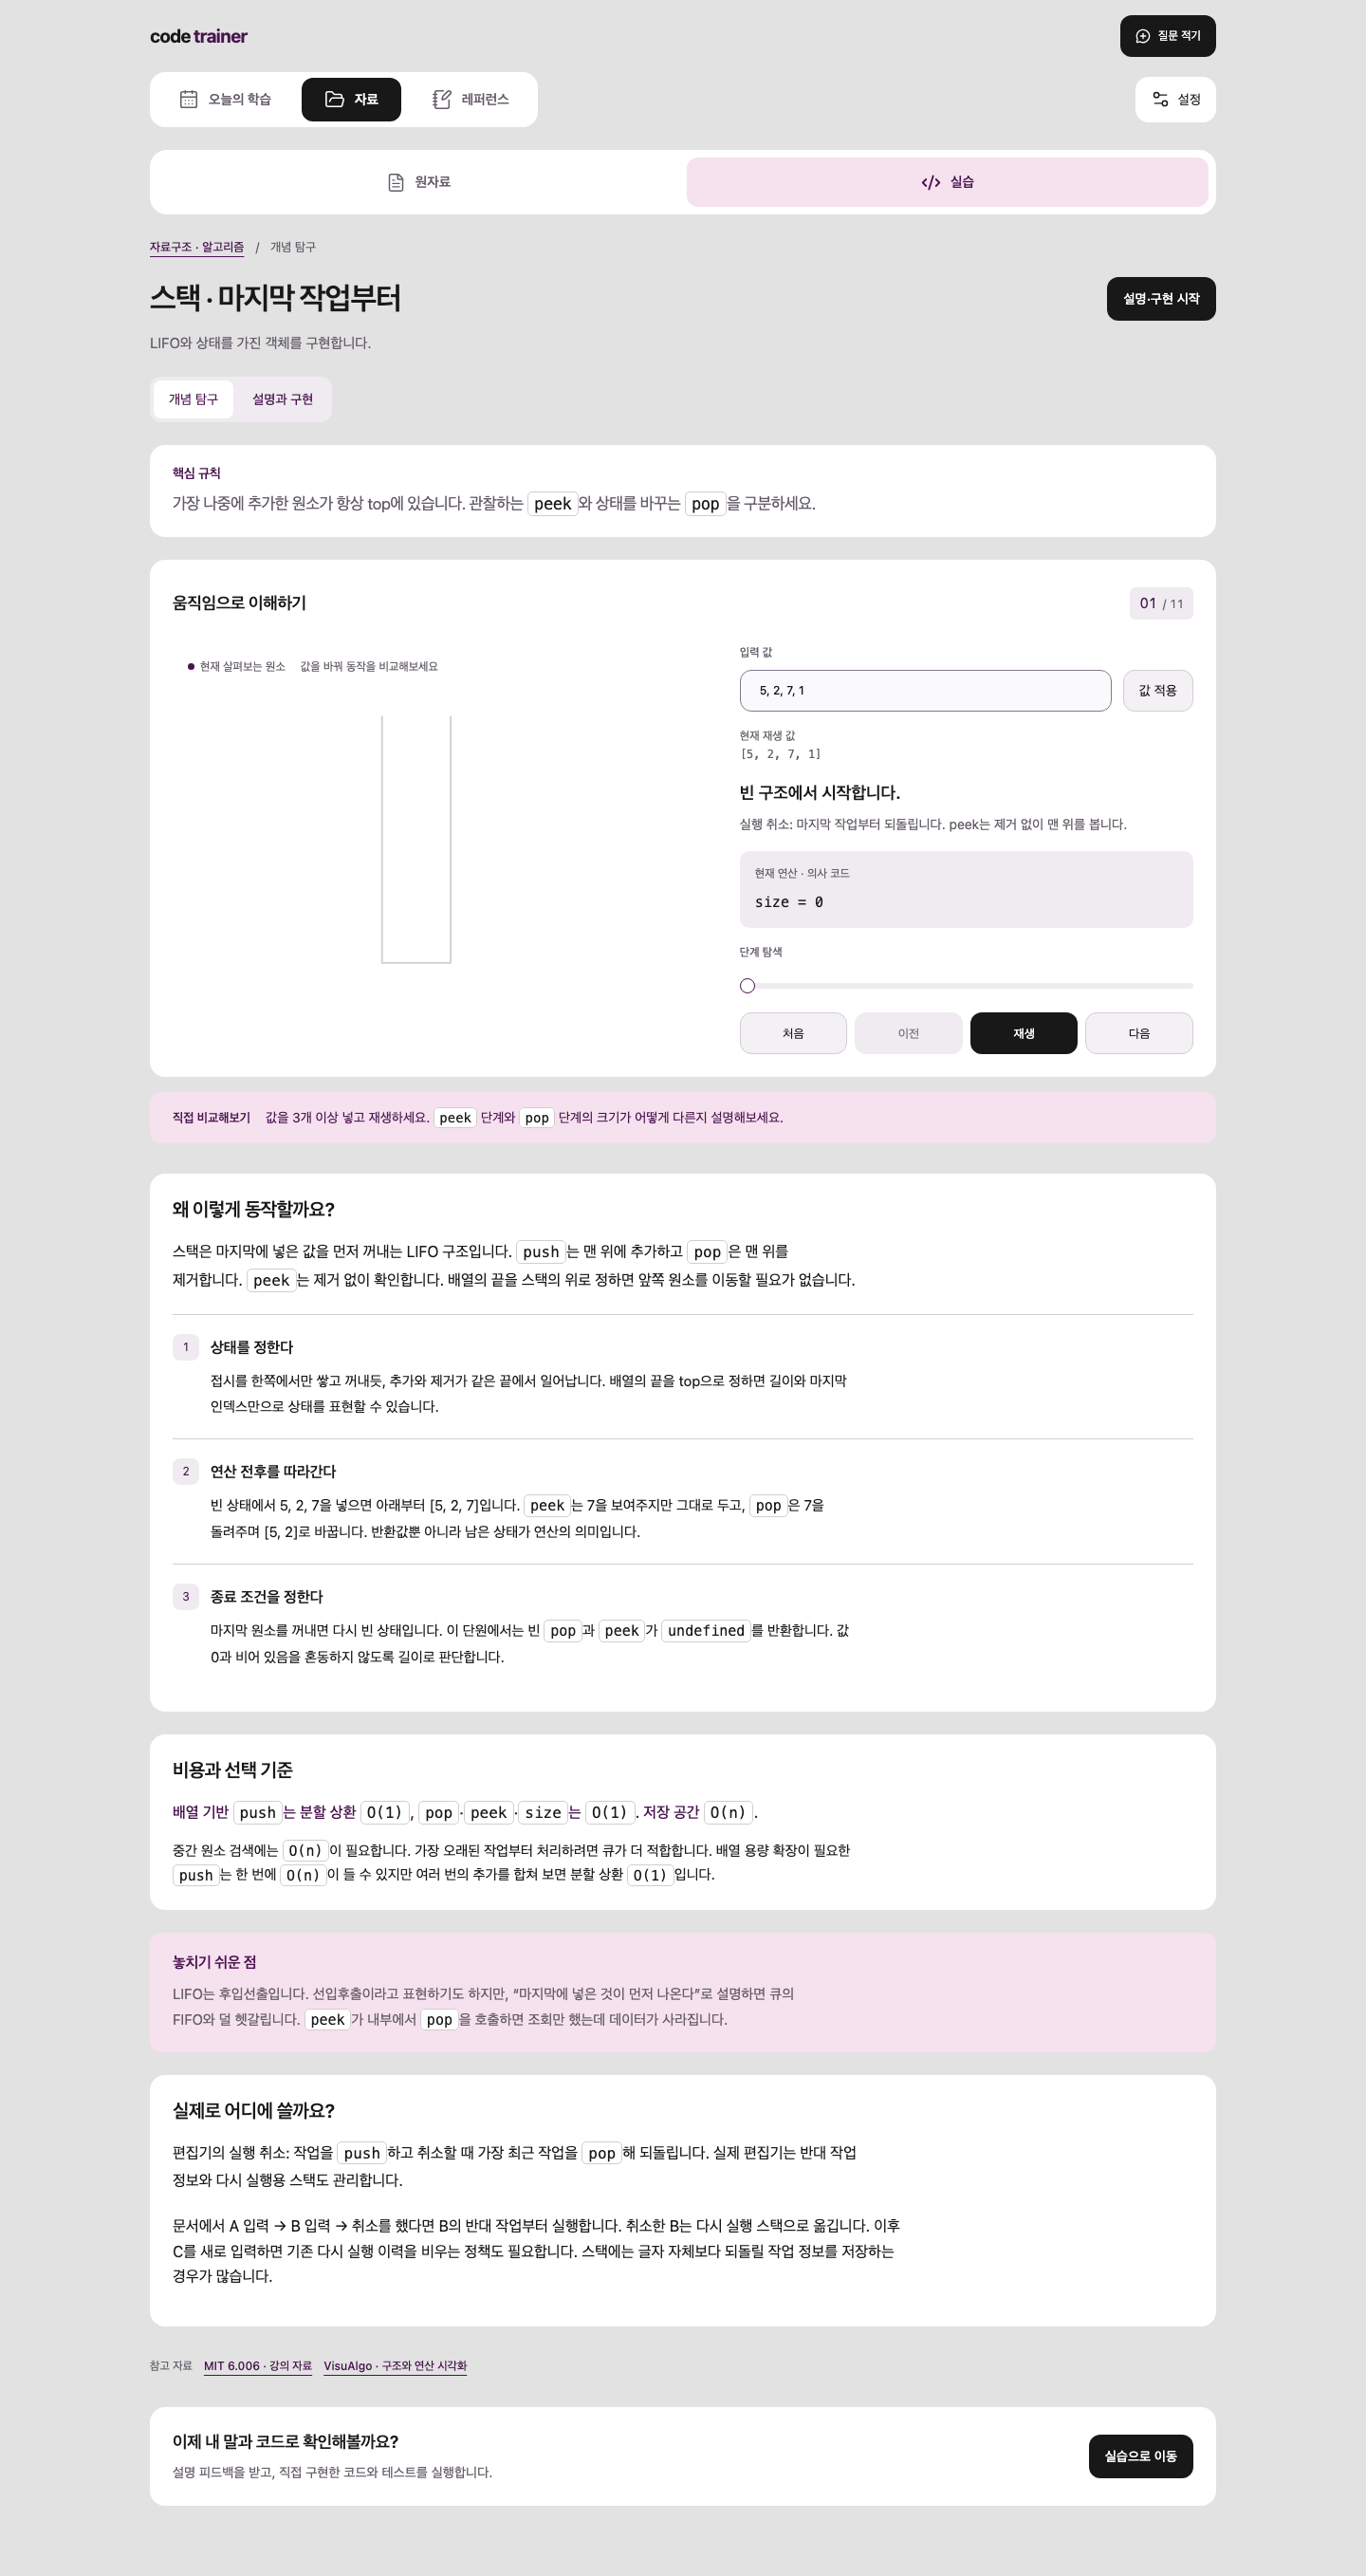 code trainer
질문 적기
오늘의 학습
자료
레퍼런스
설정
원자료
실습
자료구조 · 알고리즘 / 개념 탐구
스택 · 마지막 작업부터
설명·구현 시작
LIFO와 상태를 가진 객체를 구현합니다.
개념 탐구
설명과 구현
핵심 규칙
가장 나중에 추가한 원소가 항상 top에 있습니다. 관찰하는 peek와 상태를 바꾸는 pop을 구분하세요.
움직임으로 이해하기
01 / 11
현재 살펴보는 원소 값을 바꿔 동작을 비교해보세요
입력 값
5, 2, 7, 1
값 적용
현재 재생 값
[5, 2, 7, 1]
빈 구조에서 시작합니다.
실행 취소: 마지막 작업부터 되돌립니다. peek는 제거 없이 맨 위를 봅니다.
현재 연산 · 의사 코드
size = 0
단계 탐색
처음
이전
재생
다음
직접 비교해보기 값을 3개 이상 넣고 재생하세요. peek 단계와 pop 단계의 크기가 어떻게 다른지 설명해보세요.
왜 이렇게 동작할까요?
스택은 마지막에 넣은 값을 먼저 꺼내는 LIFO 구조입니다. push는 맨 위에 추가하고 pop은 맨 위를
제거합니다. peek는 제거 없이 확인합니다. 배열의 끝을 스택의 위로 정하면 앞쪽 원소를 이동할 필요가 없습니다.
1 상태를 정한다
접시를 한쪽에서만 쌓고 꺼내듯, 추가와 제거가 같은 끝에서 일어납니다. 배열의 끝을 top으로 정하면 길이와 마지막
인덱스만으로 상태를 표현할 수 있습니다.
2 연산 전후를 따라간다
빈 상태에서 5, 2, 7을 넣으면 아래부터 [5, 2, 7]입니다. peek는 7을 보여주지만 그대로 두고, pop은 7을
돌려주며 [5, 2]로 바꿉니다. 반환값뿐 아니라 남은 상태가 연산의 의미입니다.
3 종료 조건을 정한다
마지막 원소를 꺼내면 다시 빈 상태입니다. 이 단원에서는 빈 pop과 peek가 undefined를 반환합니다. 값
0과 비어 있음을 혼동하지 않도록 길이로 판단합니다.
비용과 선택 기준
배열 기반 push는 분할 상환 O(1), pop·peek·size는 O(1). 저장 공간 O(n).
중간 원소 검색에는 O(n)이 필요합니다. 가장 오래된 작업부터 처리하려면 큐가 더 적합합니다. 배열 용량 확장이 필요한
push는 한 번에 O(n)이 들 수 있지만 여러 번의 추가를 합쳐 보면 분할 상환 O(1)입니다.
놓치기 쉬운 점
LIFO는 후입선출입니다. 선입후출이라고 표현하기도 하지만, “마지막에 넣은 것이 먼저 나온다”로 설명하면 큐의
FIFO와 덜 헷갈립니다. peek가 내부에서 pop을 호출하면 조회만 했는데 데이터가 사라집니다.
실제로 어디에 쓸까요?
편집기의 실행 취소: 작업을 push하고 취소할 때 가장 최근 작업을 pop해 되돌립니다. 실제 편집기는 반대 작업
정보와 다시 실행용 스택도 관리합니다.
문서에서 A 입력 → B 입력 → 취소를 했다면 B의 반대 작업부터 실행합니다. 취소한 B는 다시 실행 스택으로 옮깁니다. 이후
C를 새로 입력하면 기존 다시 실행 이력을 비우는 정책도 필요합니다. 스택에는 글자 자체보다 되돌릴 작업 정보를 저장하는
경우가 많습니다.
참고 자료 MIT 6.006 · 강의 자료 VisuAlgo · 구조와 연산 시각화
이제 내 말과 코드로 확인해볼까요?
설명 피드백을 받고, 직접 구현한 코드와 테스트를 실행합니다.
실습으로 이동